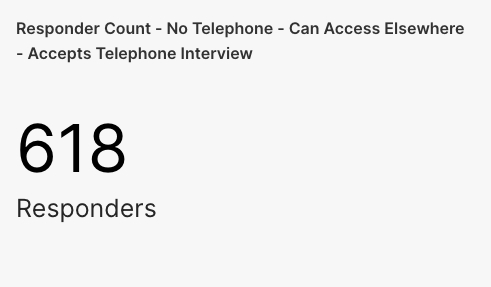 Responder Count - No Telephone - Can Access Elsewhere
- Accepts Telephone Interview
618
Responders